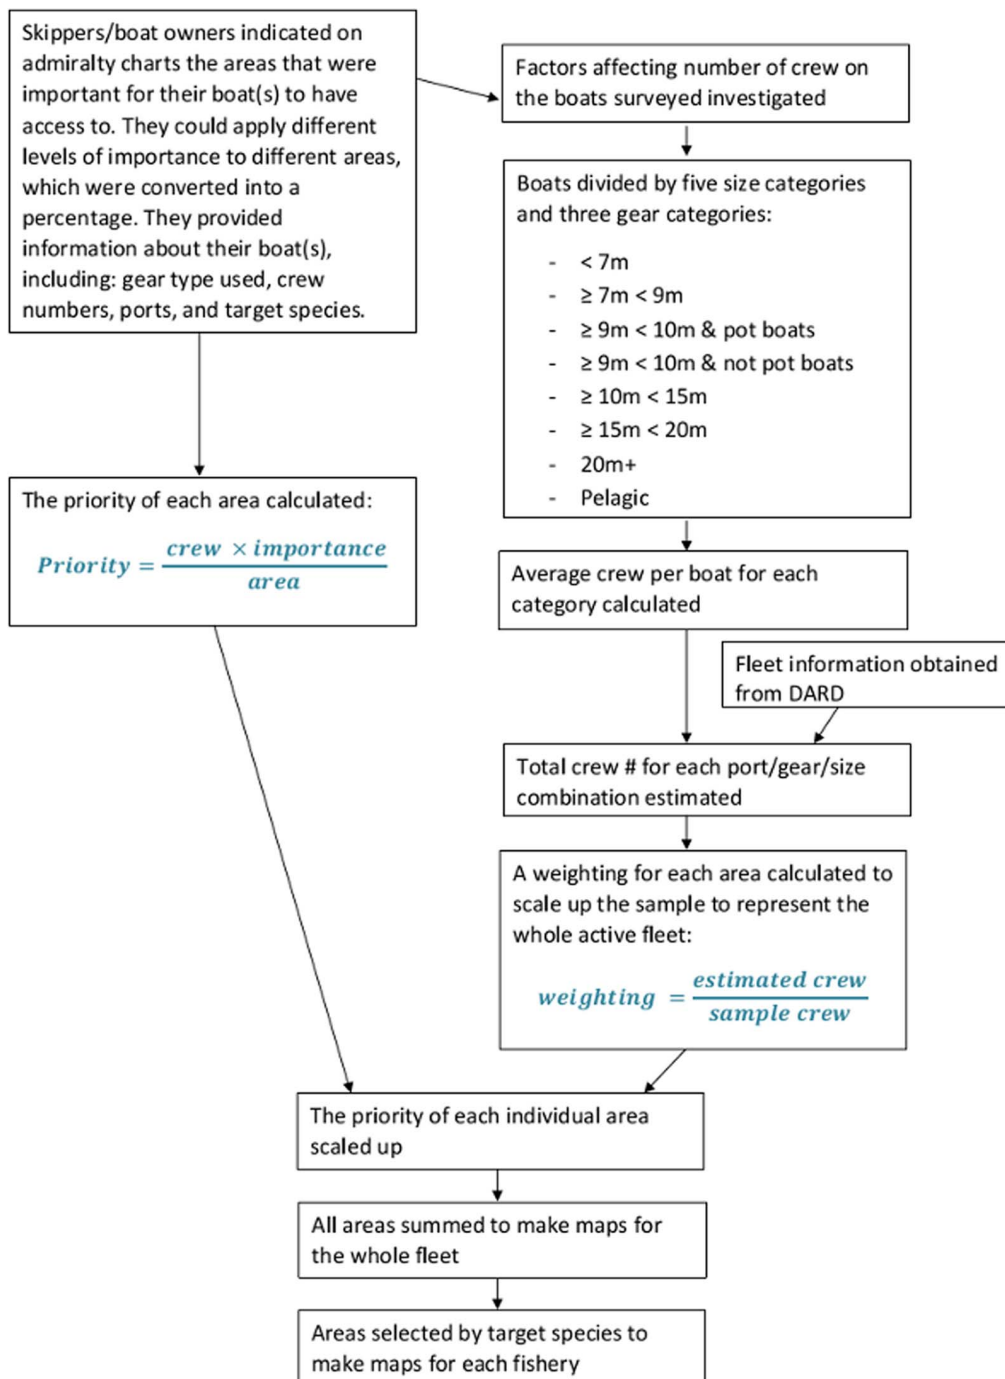 Skippers/boat owners indicated on
admiralty charts the areas that were
important for their boat(s) to have
access to. They could apply different
levels of importance to different areas,
which were converted into a
percentage. They provided
information about their boat(s),
including: gear type used, crew
numbers, ports, and target species.
Factors affecting number of crew on
the boats surveyed investigated
Boats divided by five size categories
and three gear categories:
- < 7m
- ≥ 7m < 9m
- ≥ 9m < 10m & pot boats
- ≥ 9m < 10m & not pot boats
- ≥ 10m < 15m
- ≥ 15m < 20m
- 20m+
- Pelagic
The priority of each area calculated:
Priority = crew × importance / area
Average crew per boat for each
category calculated
Fleet information obtained
from DARD
Total crew # for each port/gear/size
combination estimated
A weighting for each area calculated to
scale up the sample to represent the
whole active fleet:
weighting = estimated crew / sample crew
The priority of each individual area
scaled up
All areas summed to make maps for
the whole fleet
Areas selected by target species to
make maps for each fishery